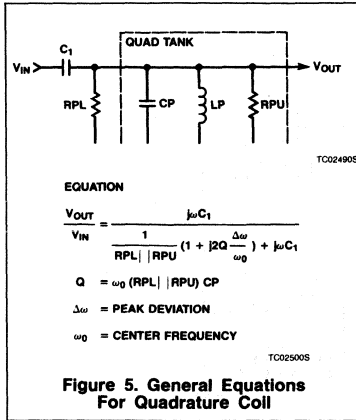 QUAD TANK
C1
VIN
VOUT
RPL
CP
LP
RPU
TC02490S
EQUATION
VOUT / VIN = jωC1 / (1 / RPL||RPU (1 + j2Q Δω / ω0) + jωC1)
Q = ω0 (RPL||RPU) CP
Δω = PEAK DEVIATION
ω0 = CENTER FREQUENCY
TC02500S
Figure 5. General Equations
For Quadrature Coil